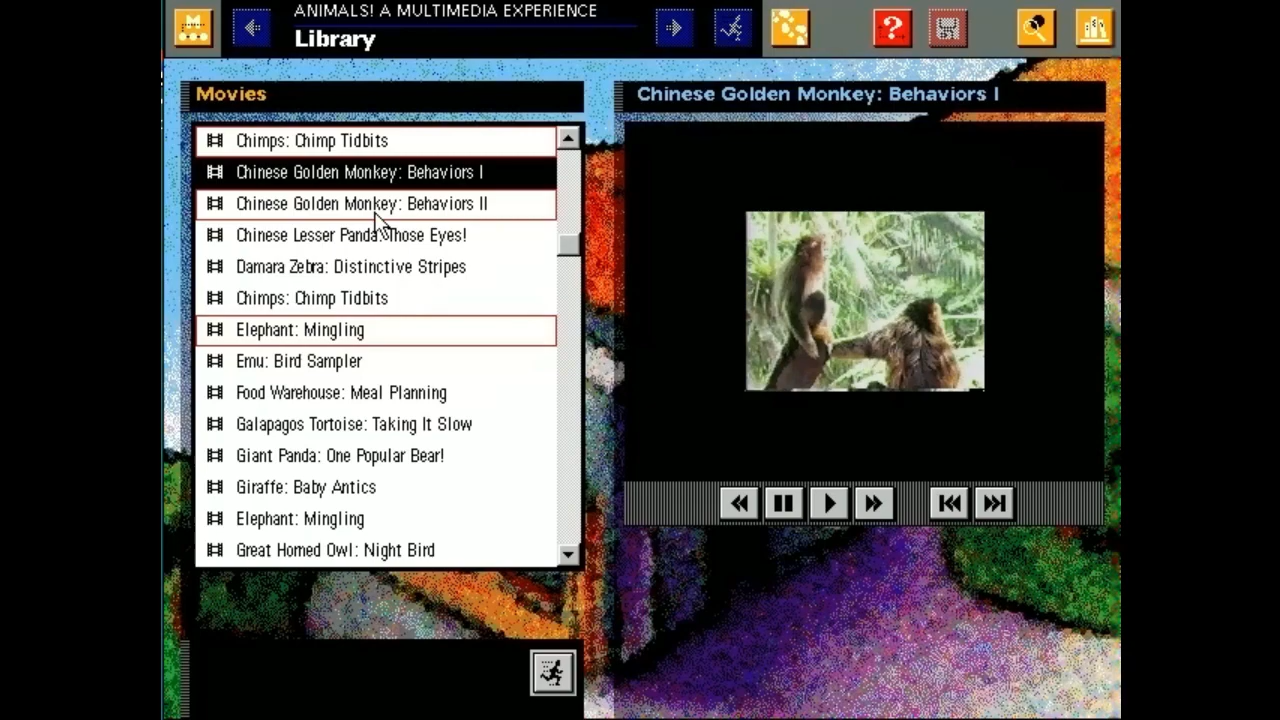 ANIMALS! A MULTIMEDIA EXPERIENCE
Library
?
Movies
Chimps: Chimp Tidbits
Chinese Golden Monkey: Behaviors I
Chinese Golden Monkey: Behaviors II
Chinese Lesser Panda: Those Eyes!
Damara Zebra: Distinctive Stripes
Chimps: Chimp Tidbits
Elephant: Mingling
Emu: Bird Sampler
Food Warehouse: Meal Planning
Galapagos Tortoise: Taking It Slow
Giant Panda: One Popular Bear!
Giraffe: Baby Antics
Elephant: Mingling
Great Horned Owl: Night Bird
Chinese Golden Monkey: Behaviors I